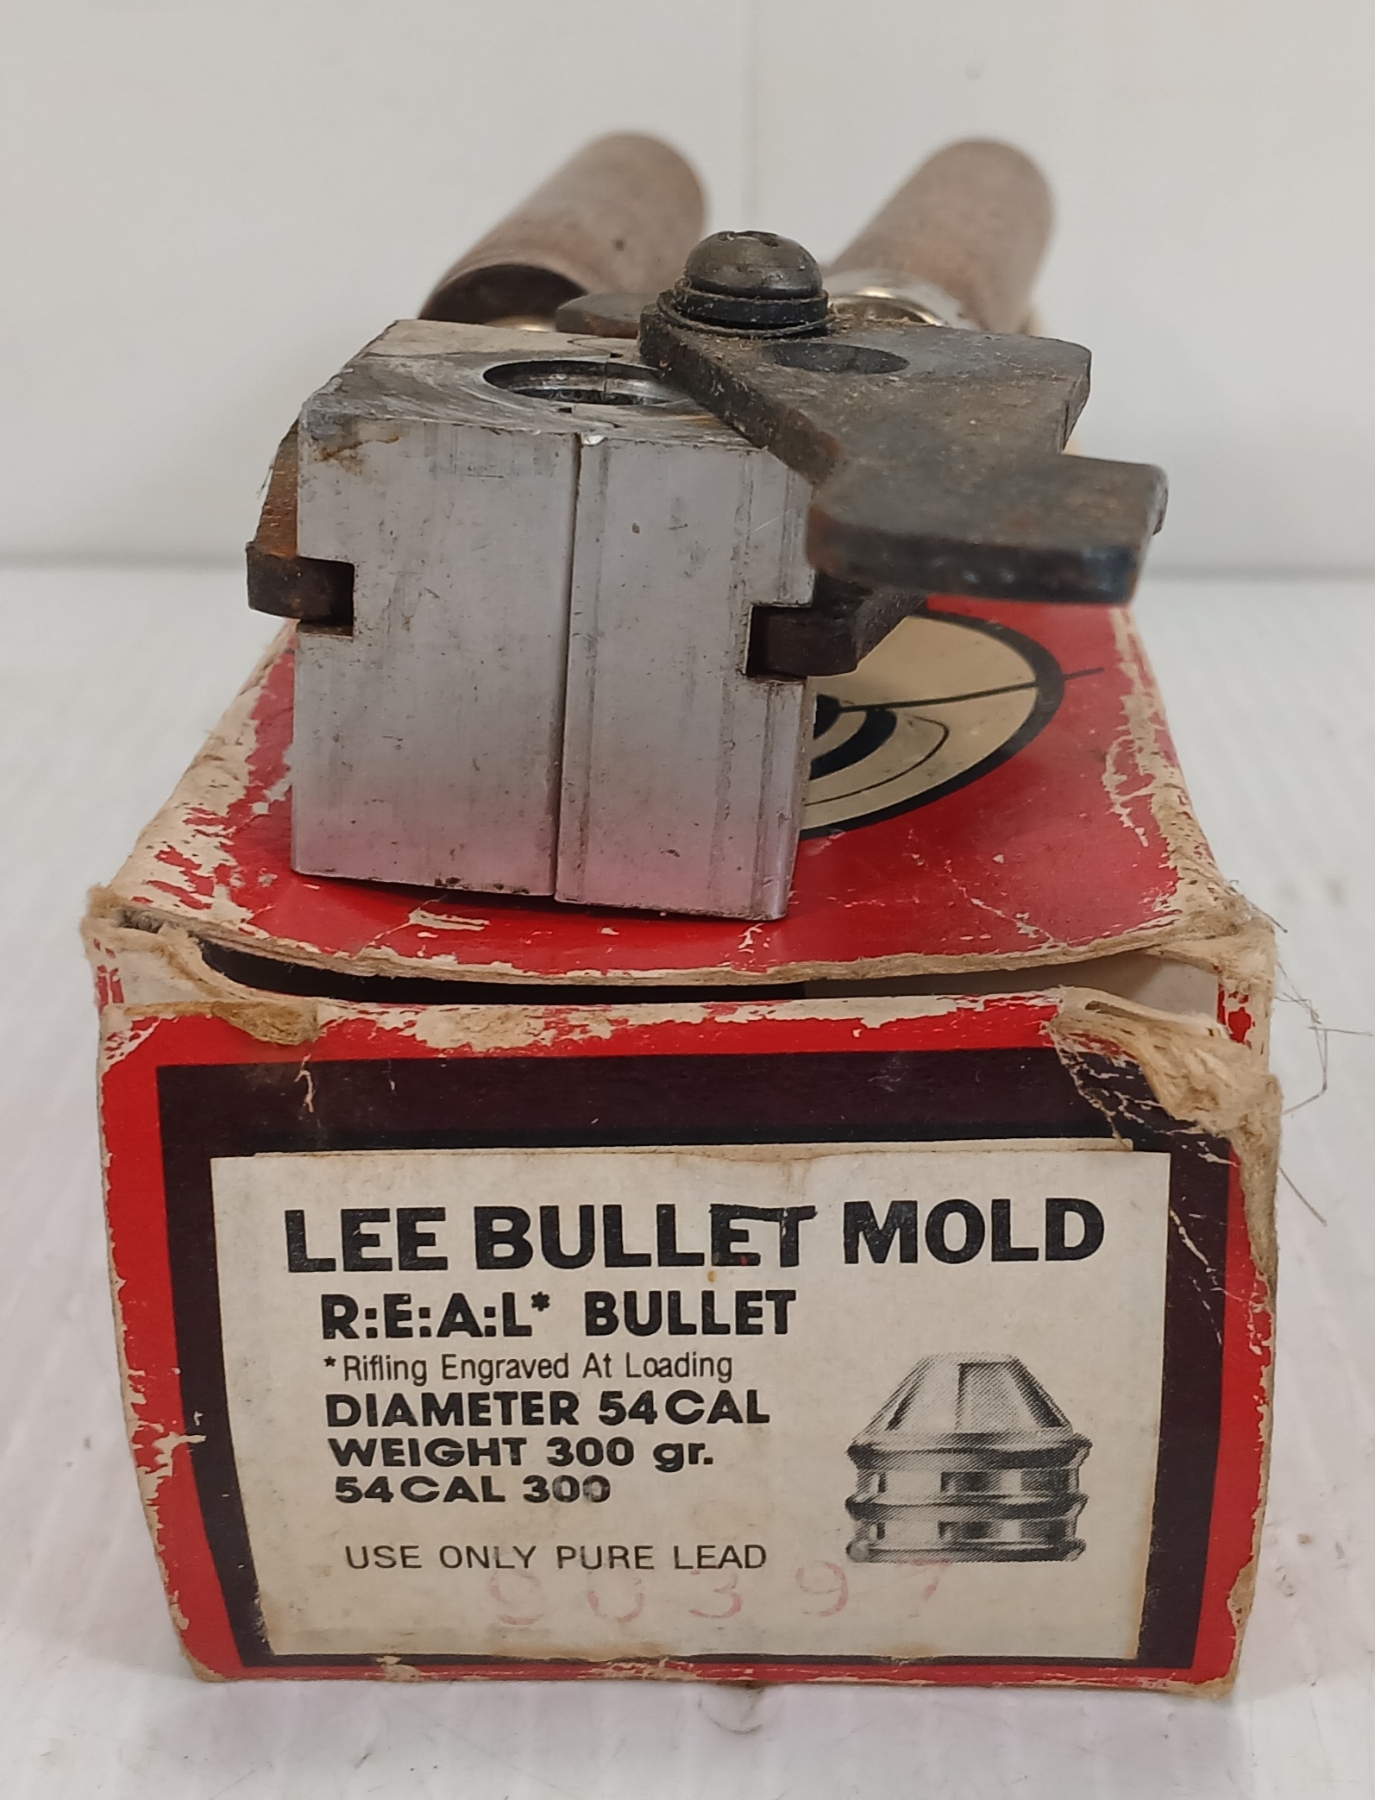 LEE BULLET MOLD
R:E:A:L* BULLET
*Rifling Engraved At Loading
DIAMETER 54CAL
WEIGHT 300 gr.
54CAL 300
USE ONLY PURE LEAD
90397